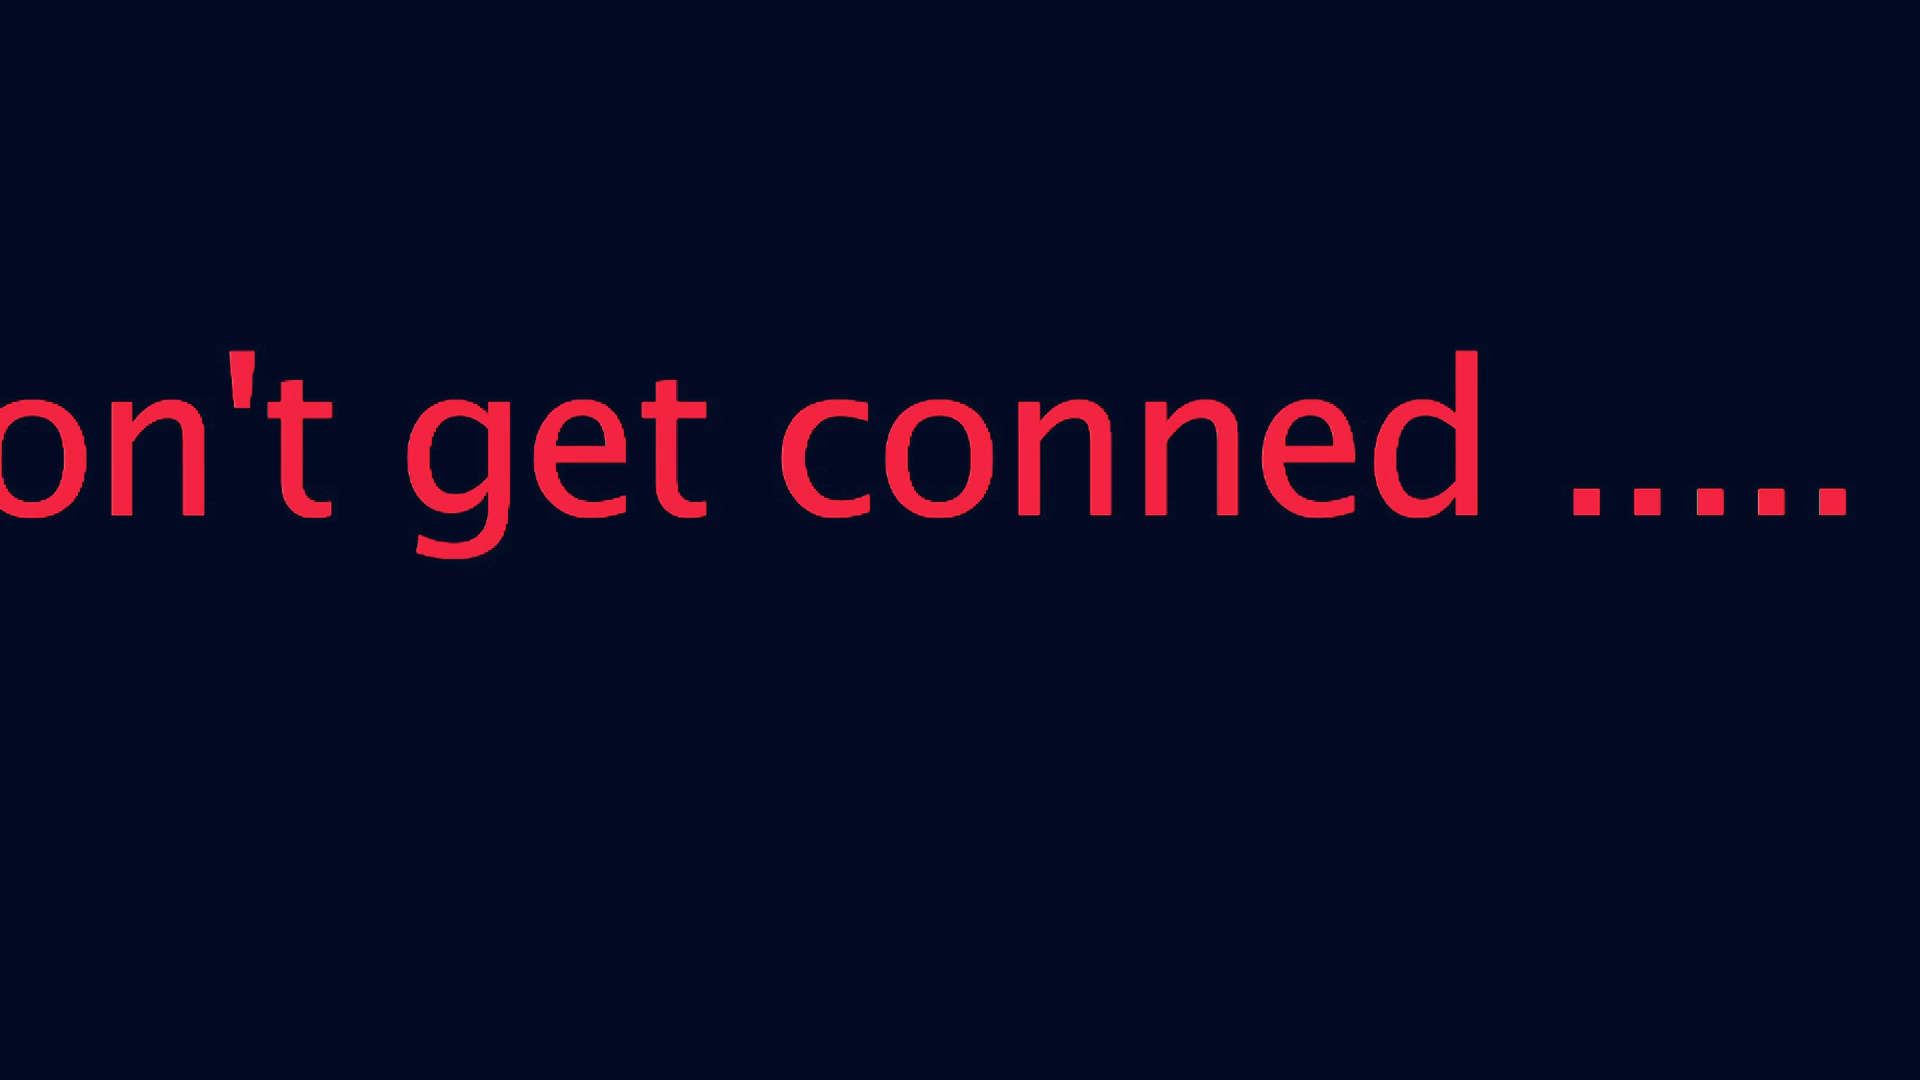 on't get conned .....